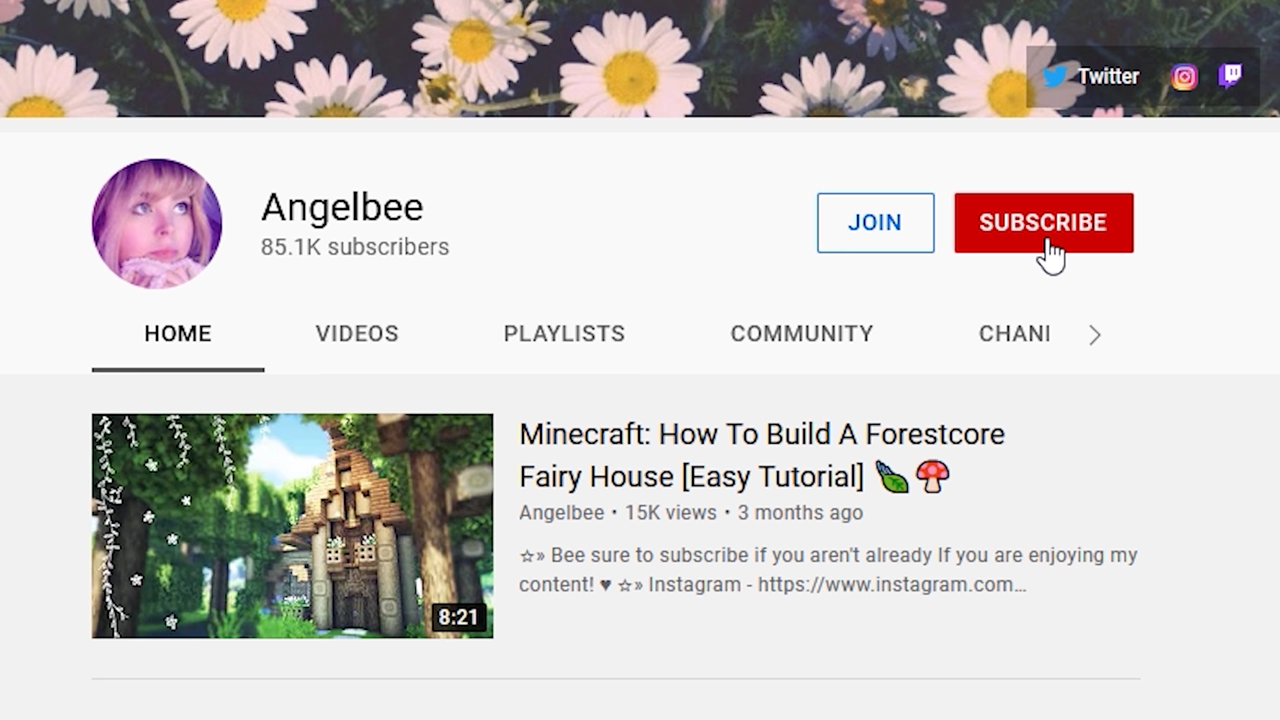 Twitter
Angelbee
85.1K subscribers
JOIN
SUBSCRIBE
HOME
VIDEOS
PLAYLISTS
COMMUNITY
CHANI
Minecraft: How To Build A Forestcore
Fairy House [Easy Tutorial] 🍃🍄
Angelbee • 15K views • 3 months ago
☆» Bee sure to subscribe if you aren't already If you are enjoying my
content! ♥ ☆» Instagram - https://www.instagram.com...
8:21